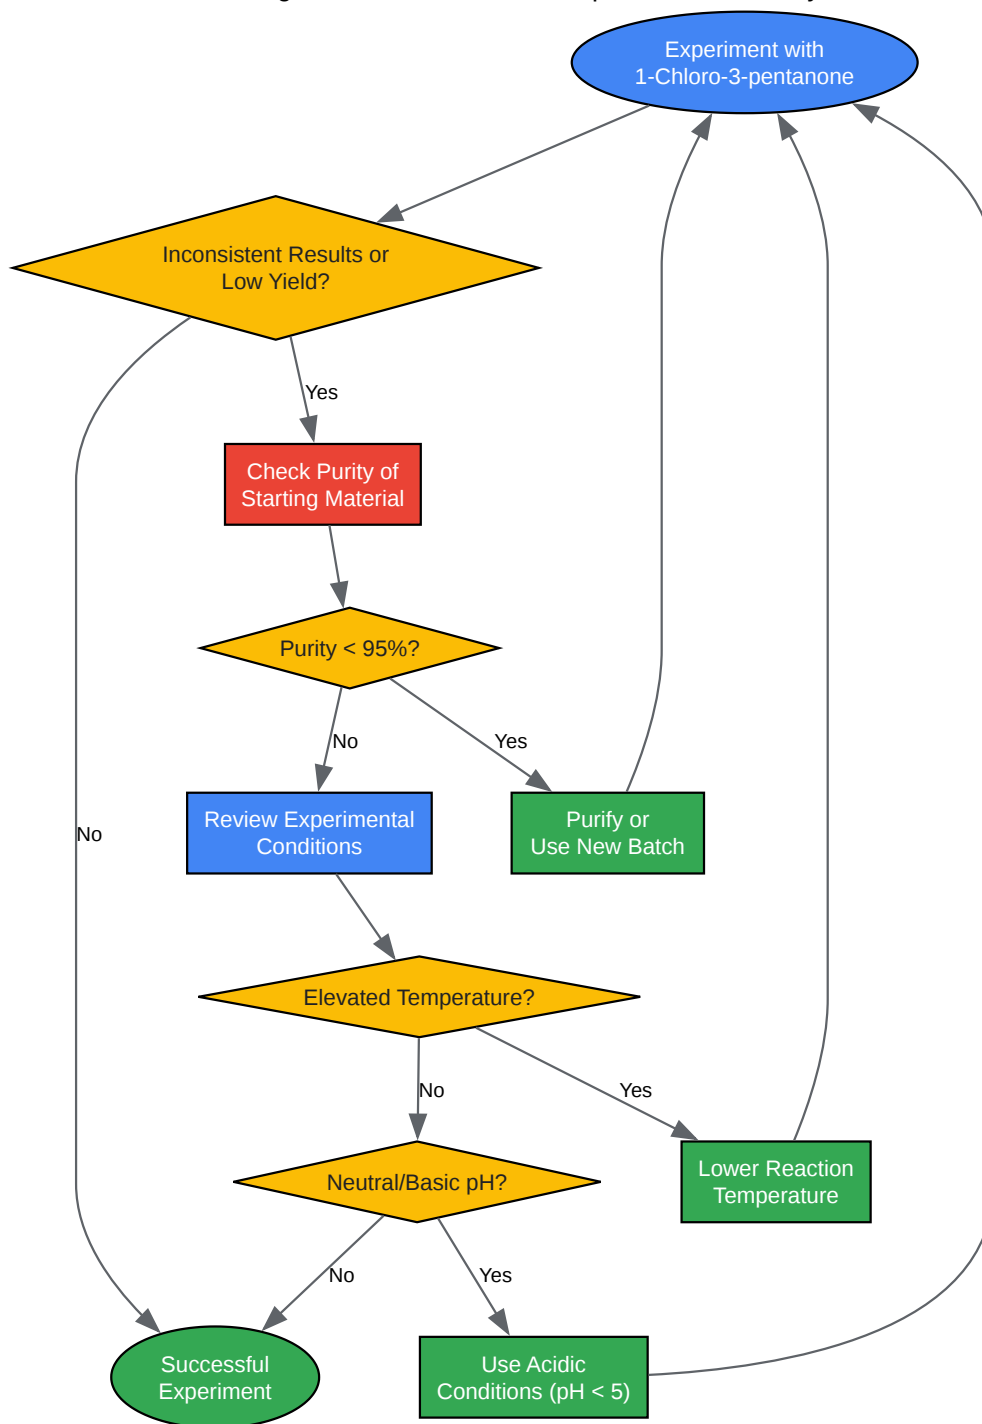 Experiment with
1-Chloro-3-pentanone
Inconsistent Results or
Low Yield?
Yes
Check Purity of
Starting Material
Purity < 95%?
No
Yes
Review Experimental
Conditions
Purify or
Use New Batch
No
Elevated Temperature?
No
Yes
Neutral/Basic pH?
Lower Reaction
Temperature
No
Yes
Successful
Experiment
Use Acidic
Conditions (pH < 5)